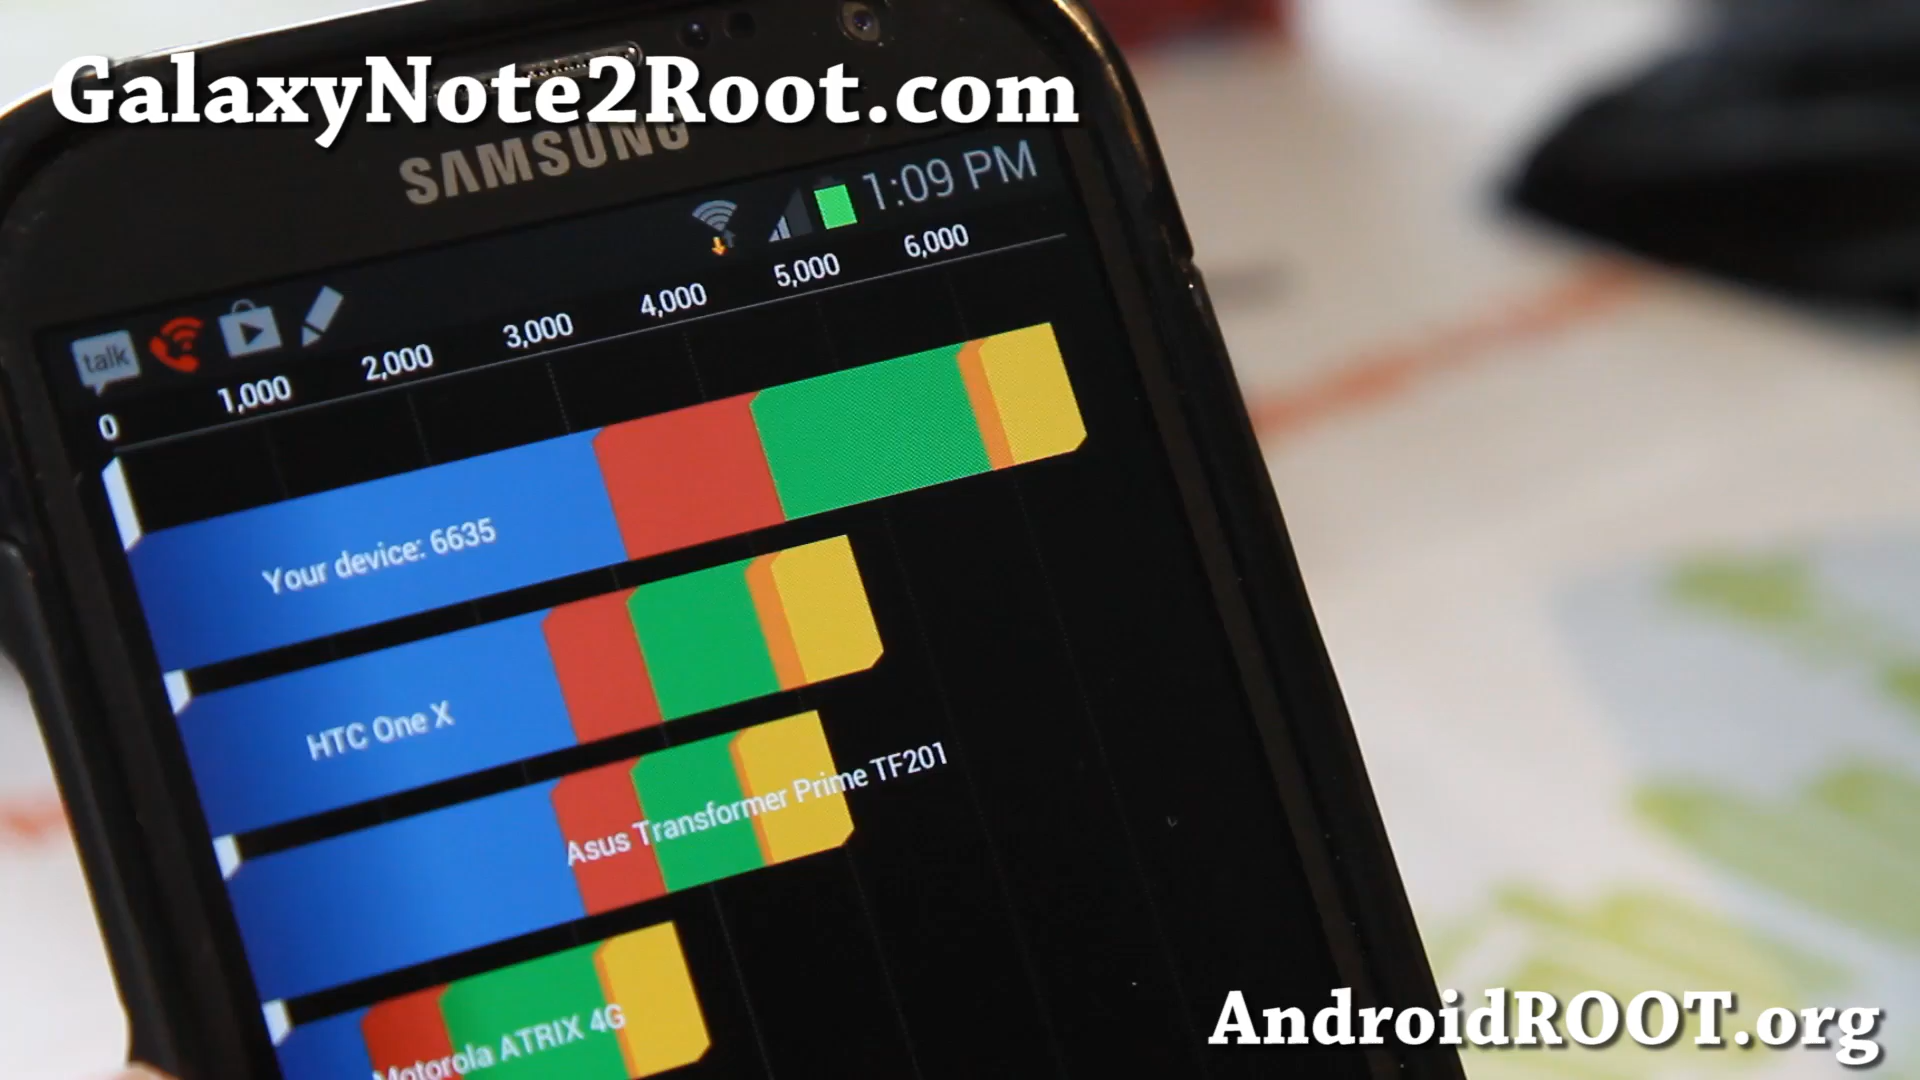 GalaxyNote2Root.com
SAMSUNG
1:09 PM
talk
0
1,000
2,000
3,000
4,000
5,000
6,000
Your device: 6635
HTC One X
Asus Transformer Prime TF201
Motorola ATRIX 4G
AndroidROOT.org